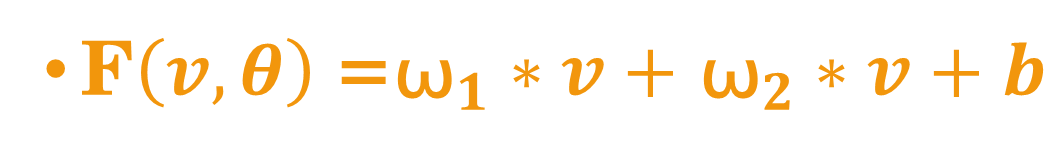 • F(v, θ) = ω₁ * v + ω₂ * v + b